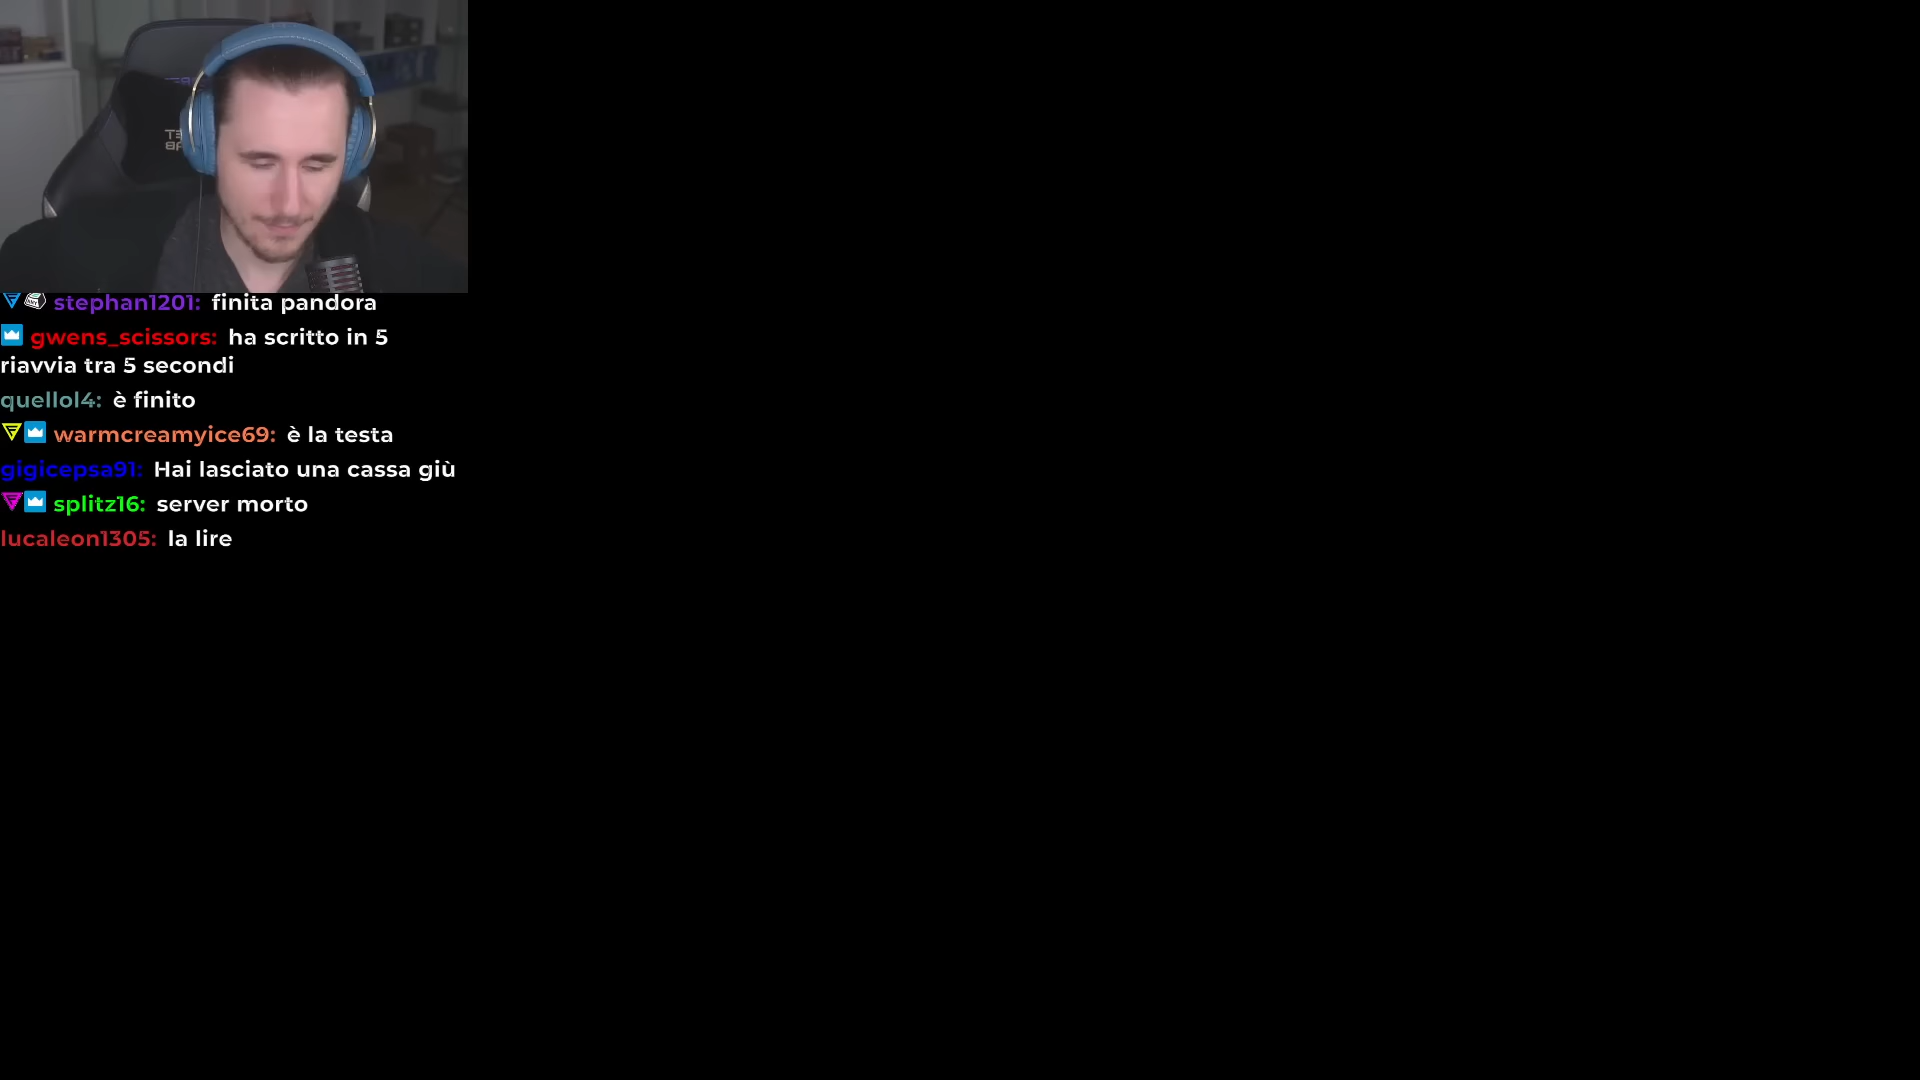 stephan1201: finita pandora
gwens_scissors: ha scritto in 5
riavvia tra 5 secondi
quellol4: è finito
warmcreamyice69: è la testa
gigicepsa91: Hai lasciato una cassa giù
splitz16: server morto
lucaleon1305: la lire